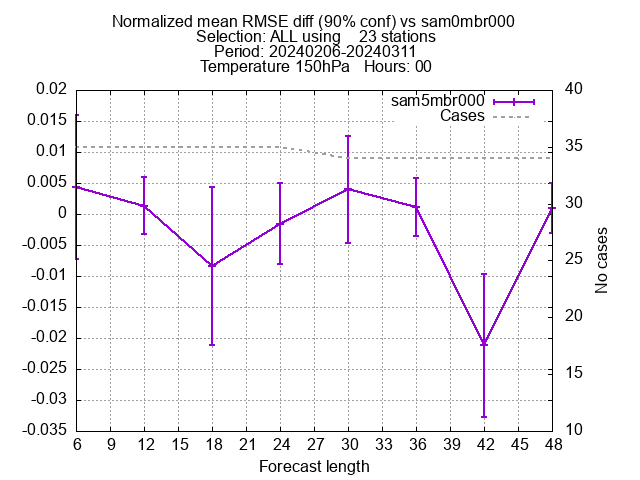 Normalized mean RMSE diff (90% conf) vs sam0mbr000
Selection: ALL using    23 stations
Period: 20240206-20240311
Temperature 150hPa   Hours: 00
sam5mbr000
Cases
0.02
0.015
0.01
0.005
0
-0.005
-0.01
-0.015
-0.02
-0.025
-0.03
-0.035
40
35
30
25
20
15
10
No cases
6 9 12 15 18 21 24 27 30 33 36 39 42 45 48
Forecast length